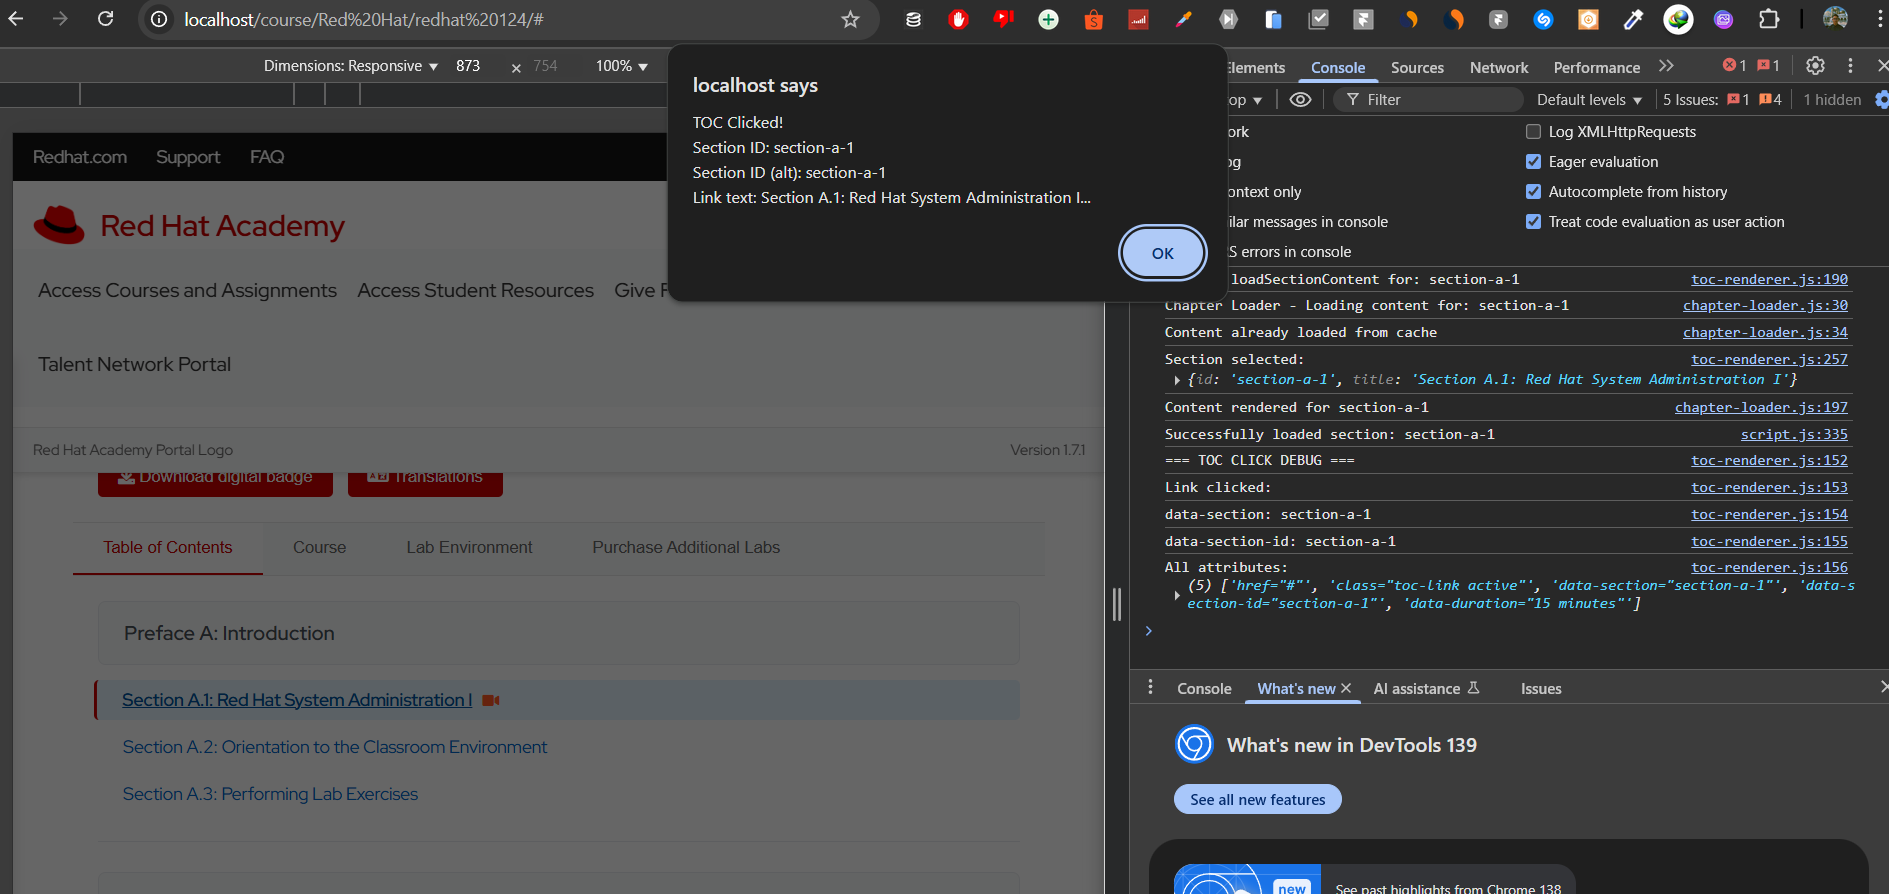 localhost/course/Red%20Hat/redhat%20124/#
Dimensions: Responsive 873 × 754 100%
Redhat.com Support FAQ
Red Hat Academy
Access Courses and Assignments Access Student Resources Give F
Talent Network Portal
Red Hat Academy Portal Logo Version 1.7.1
Download digital badge Translations
Table of Contents Course Lab Environment Purchase Additional Labs
Preface A: Introduction
Section A.1: Red Hat System Administration I
Section A.2: Orientation to the Classroom Environment
Section A.3: Performing Lab Exercises
localhost says
TOC Clicked!
Section ID: section-a-1
Section ID (alt): section-a-1
Link text: Section A.1: Red Hat System Administration I...
OK
Elements Console Sources Network Performance 1 1
op Filter Default levels 5 Issues: 1 4 1 hidden
ork Log XMLHttpRequests
og Eager evaluation
ontext only Autocomplete from history
ilar messages in console Treat code evaluation as user action
S errors in console
loadSectionContent for: section-a-1 toc-renderer.js:190
Chapter Loader - Loading content for: section-a-1 chapter-loader.js:30
Content already loaded from cache chapter-loader.js:34
Section selected: toc-renderer.js:257
{id: 'section-a-1', title: 'Section A.1: Red Hat System Administration I'}
Content rendered for section-a-1 chapter-loader.js:197
Successfully loaded section: section-a-1 script.js:335
=== TOC CLICK DEBUG === toc-renderer.js:152
Link clicked: toc-renderer.js:153
data-section: section-a-1 toc-renderer.js:154
data-section-id: section-a-1 toc-renderer.js:155
All attributes: toc-renderer.js:156
(5) ['href="#"', 'class="toc-link active"', 'data-section="section-a-1"', 'data-s
ection-id="section-a-1"', 'data-duration="15 minutes"']
Console What's new AI assistance Issues
What's new in DevTools 139
See all new features
new
See past highlights from Chrome 138